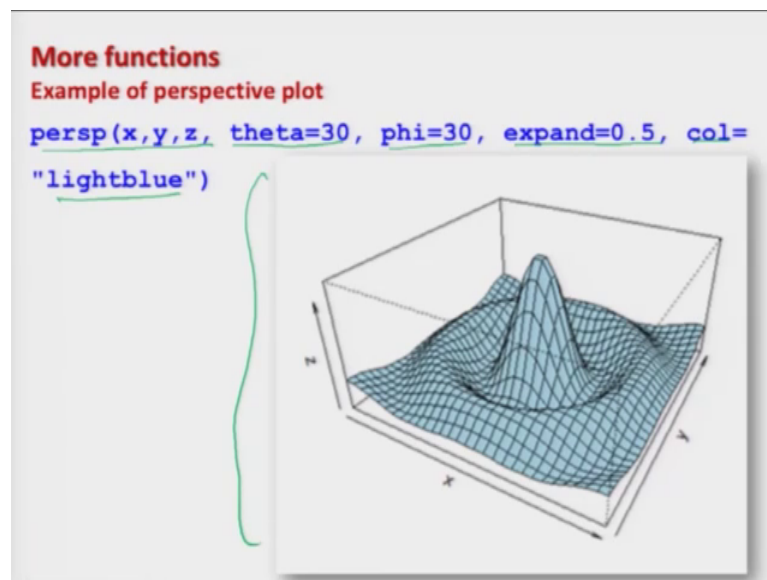 More functions
Example of perspective plot
persp(x,y,z, theta=30, phi=30, expand=0.5, col=
"lightblue")
z
x
y